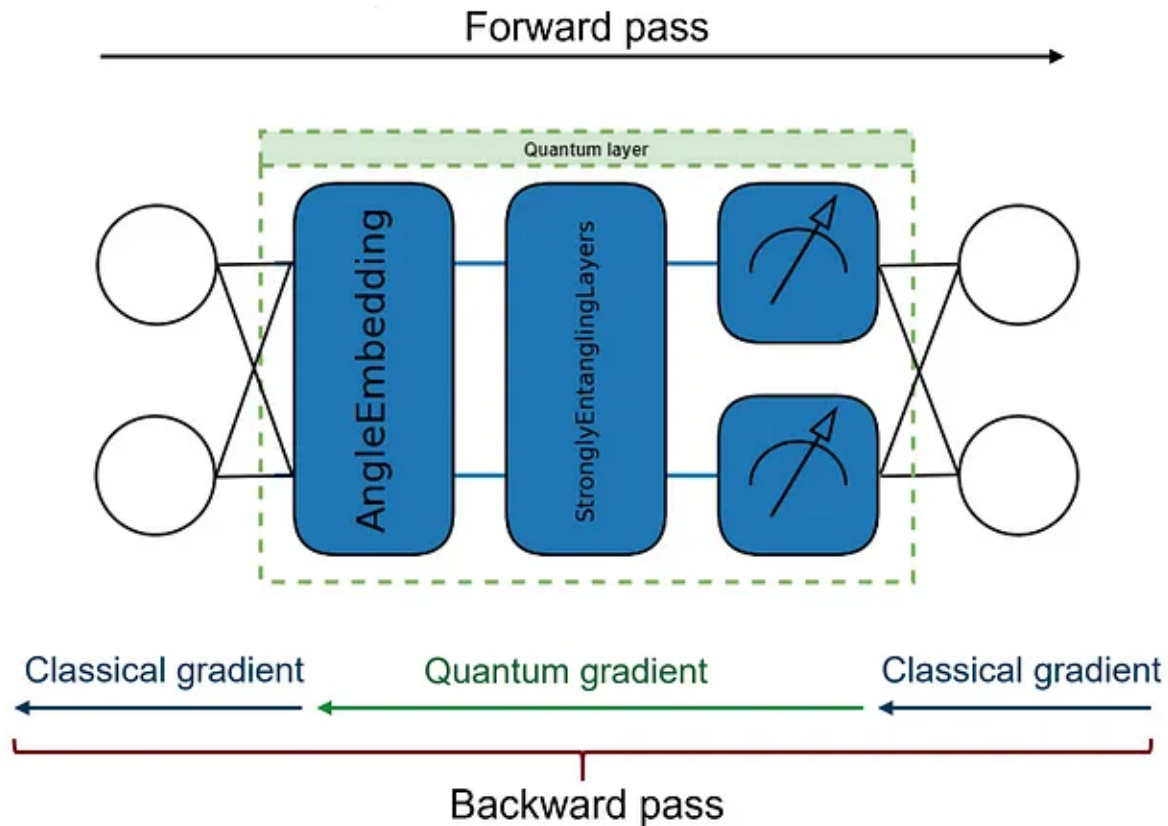 Forward pass
Quantum layer
AngleEmbedding
StronglyEntanglingLayers
Classical gradient
Quantum gradient
Classical gradient
Backward pass